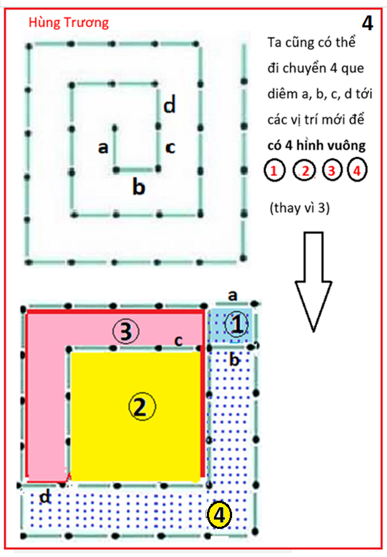 Hùng Trương
4
Ta cũng có thể
đi chuyển 4 que
diêm a, b, c, d tới
các vị trí mới để
có 4 hình vuông
1 2 3 4
(thay vì 3)
d
a c
b
a
3 1
c b
2
d
4